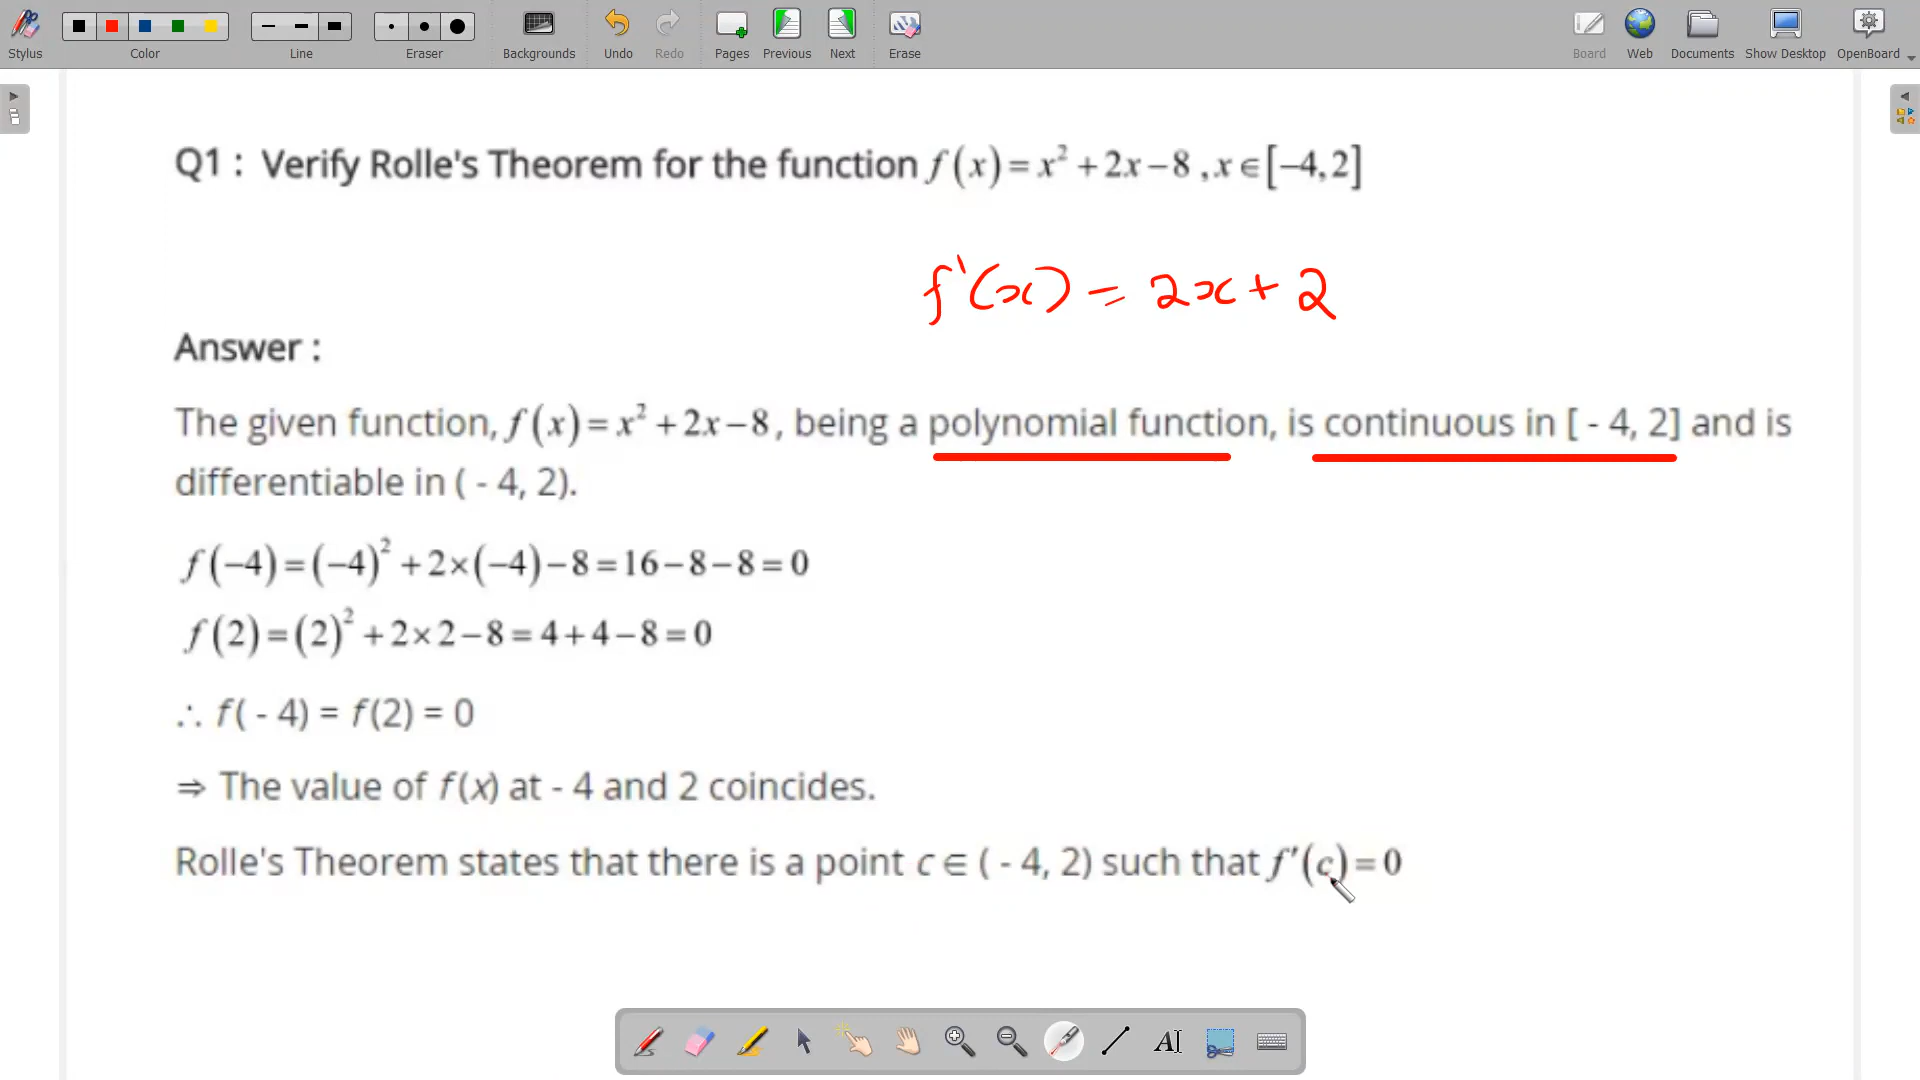 Stylus Color Line Eraser Backgrounds Undo Redo Pages Previous Next Erase Board Web Documents Show Desktop OpenBoard
Q1 : Verify Rolle's Theorem for the function f(x) = x² + 2x − 8 , x ∈ [−4, 2]
f'(x) = 2x + 2
Answer :
The given function, f(x) = x² + 2x − 8, being a polynomial function, is continuous in [ - 4, 2] and is
differentiable in ( - 4, 2).
f(−4) = (−4)² + 2×(−4) − 8 = 16 − 8 − 8 = 0
f(2) = (2)² + 2×2 − 8 = 4 + 4 − 8 = 0
∴ f( - 4) = f(2) = 0
⇒ The value of f(x) at - 4 and 2 coincides.
Rolle's Theorem states that there is a point c ∈ ( - 4, 2) such that f′(c) = 0
AI